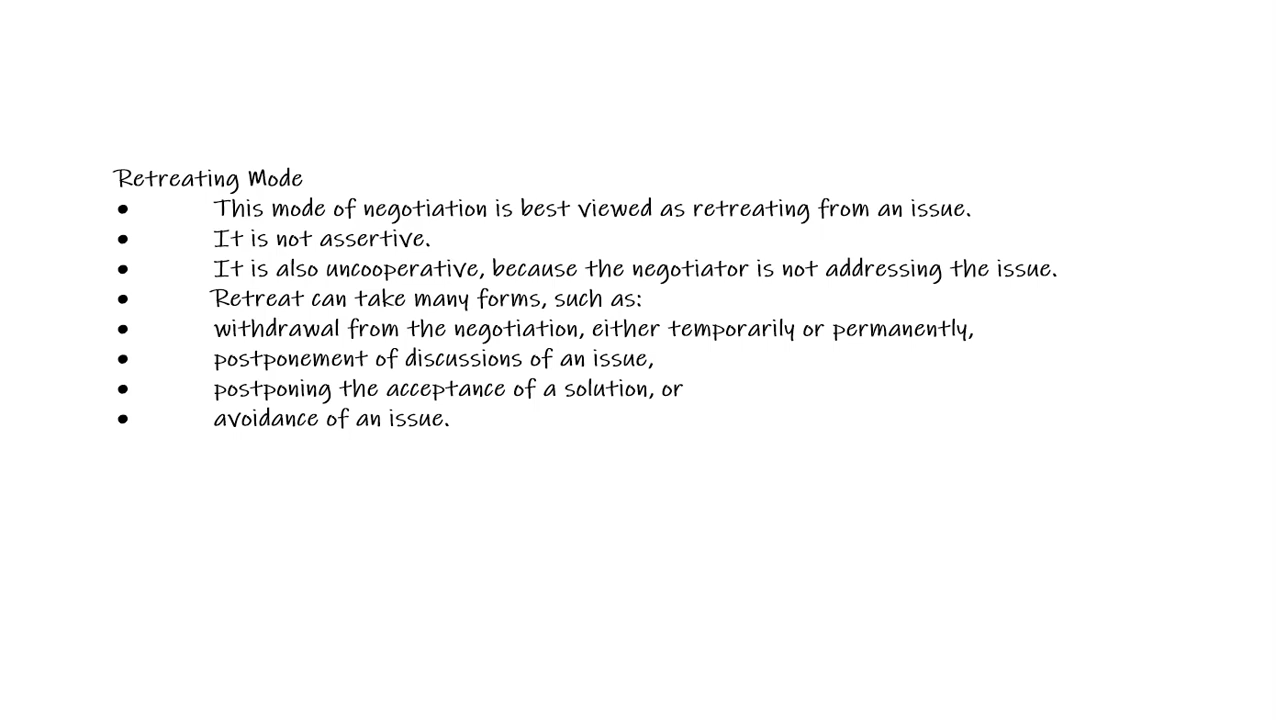 Retreating Mode
• This mode of negotiation is best viewed as retreating from an issue.
• It is not assertive.
• It is also uncooperative, because the negotiator is not addressing the issue.
• Retreat can take many forms, such as:
• withdrawal from the negotiation, either temporarily or permanently,
• postponement of discussions of an issue,
• postponing the acceptance of a solution, or
• avoidance of an issue.